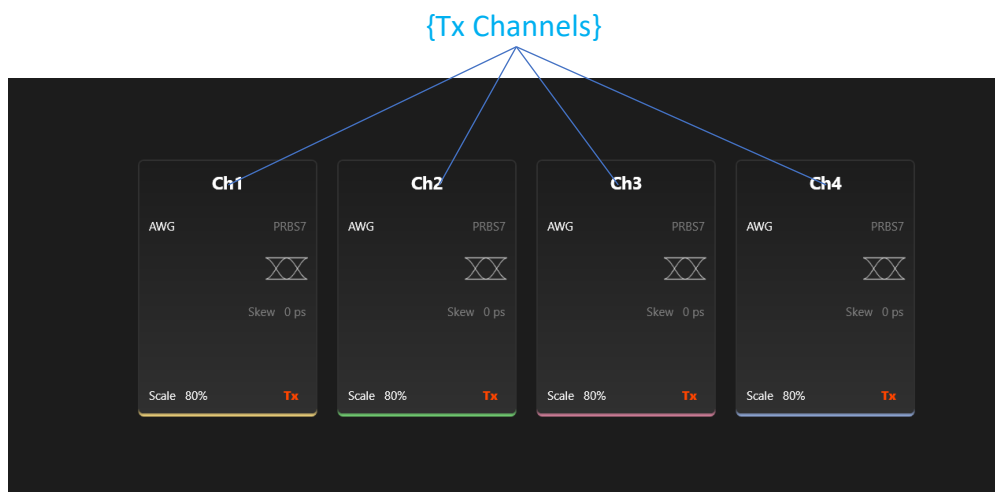 {Tx Channels}
Ch1 Ch2 Ch3 Ch4
AWG PRBS7 AWG PRBS7 AWG PRBS7 AWG PRBS7
Skew 0 ps Skew 0 ps Skew 0 ps Skew 0 ps
Scale 80% Tx Scale 80% Tx Scale 80% Tx Scale 80% Tx